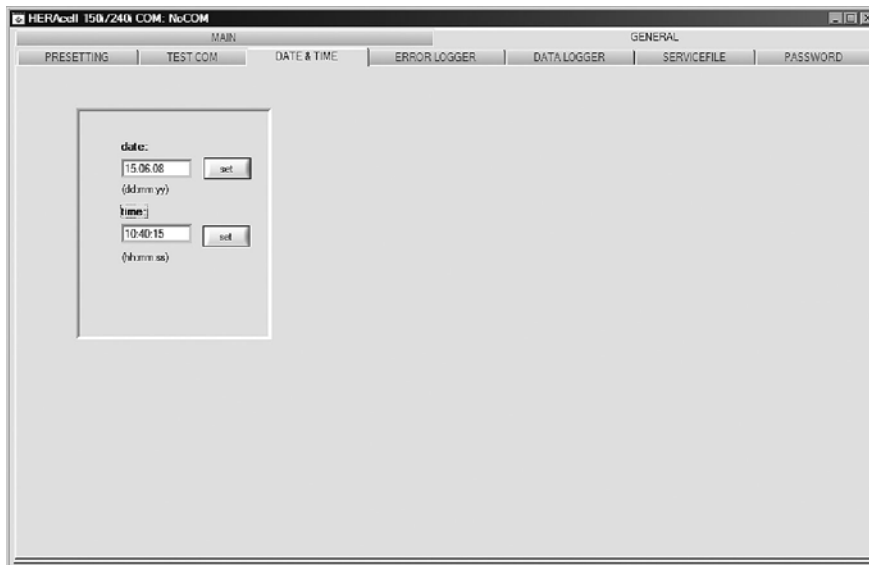 HERAcell 150i/240i COM: NoCOM
MAIN GENERAL
PRESETTING TEST COM DATE & TIME ERROR LOGGER DATA LOGGER SERVICEFILE PASSWORD
date:
15.06.08 set
(dd:mm:yy)
time:
10:40:15 set
(hh:mm:ss)